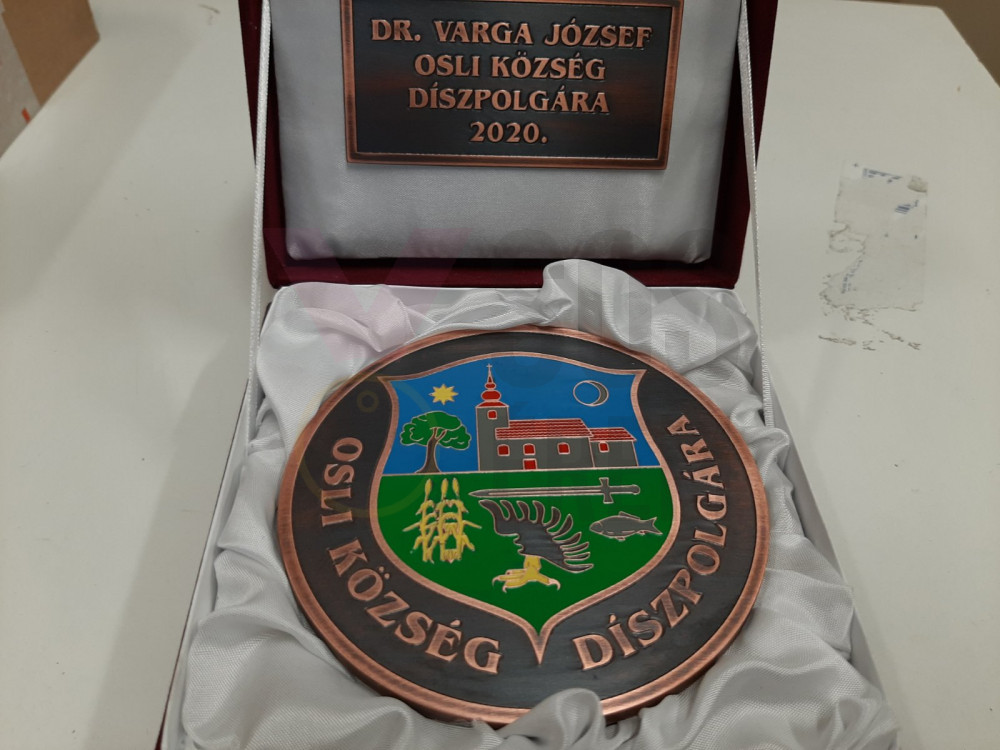 DR. VARGA JÓZSEF
OSLI KÖZSÉG
DÍSZPOLGÁRA
2020.
OSLI KÖZSÉG DÍSZPOLGÁRA